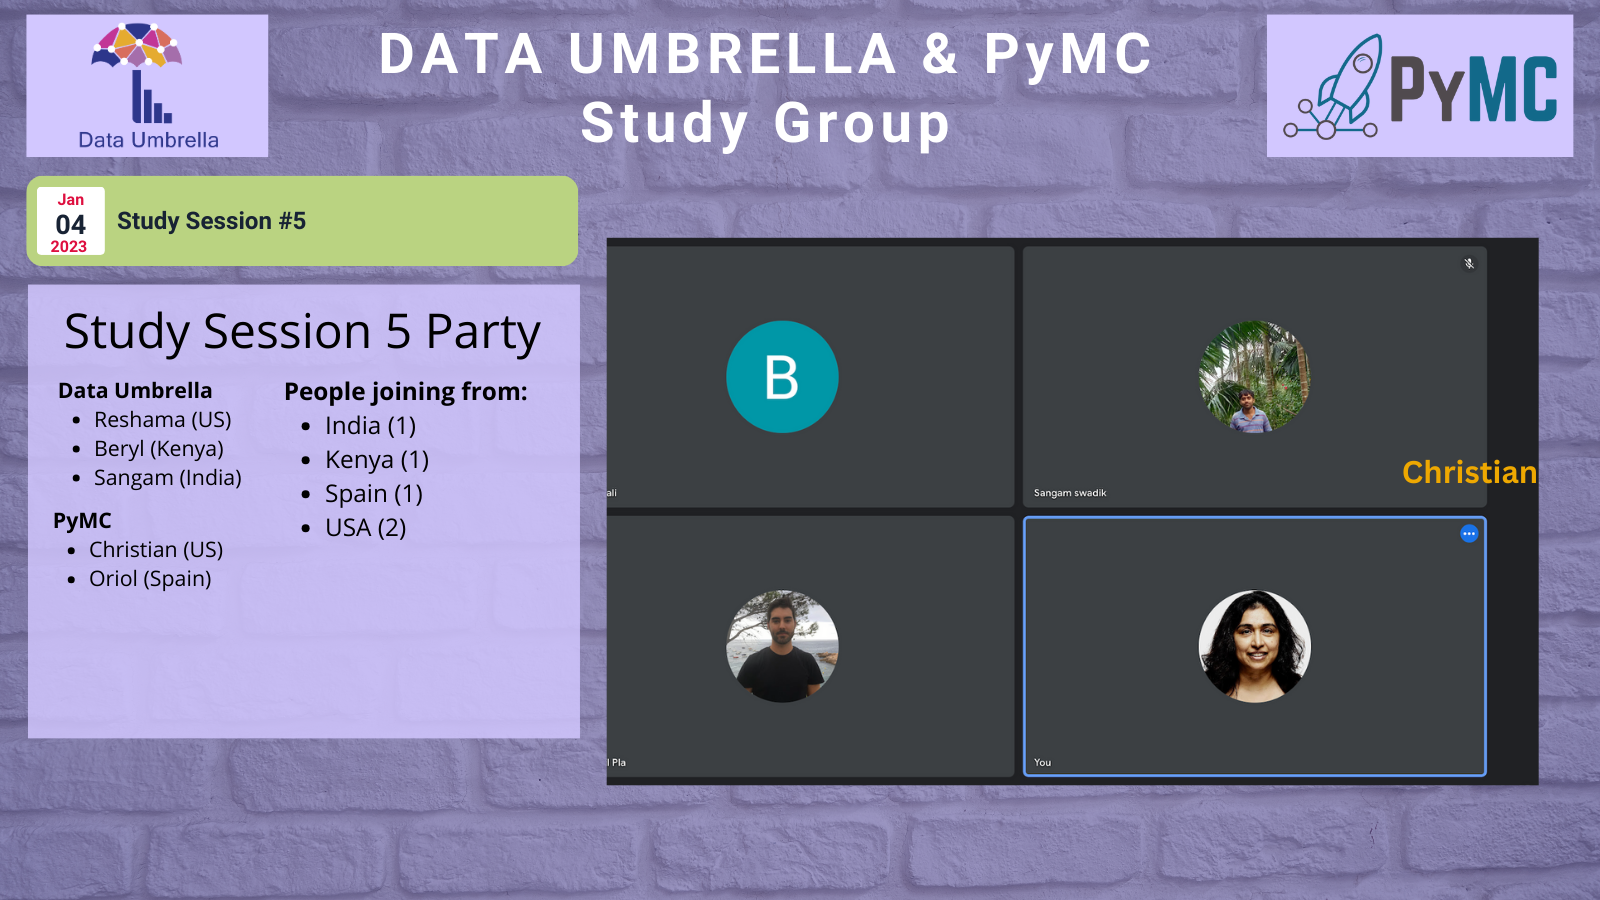 Data Umbrella
DATA UMBRELLA & PyMC
Study Group
PyMC
Jan
04
2023
Study Session #5
Study Session 5 Party
Data Umbrella
Reshama (US)
Beryl (Kenya)
Sangam (India)
PyMC
Christian (US)
Oriol (Spain)
People joining from:
India (1)
Kenya (1)
Spain (1)
USA (2)
B
ali
Sangam swadik
Christian
l Pla
You